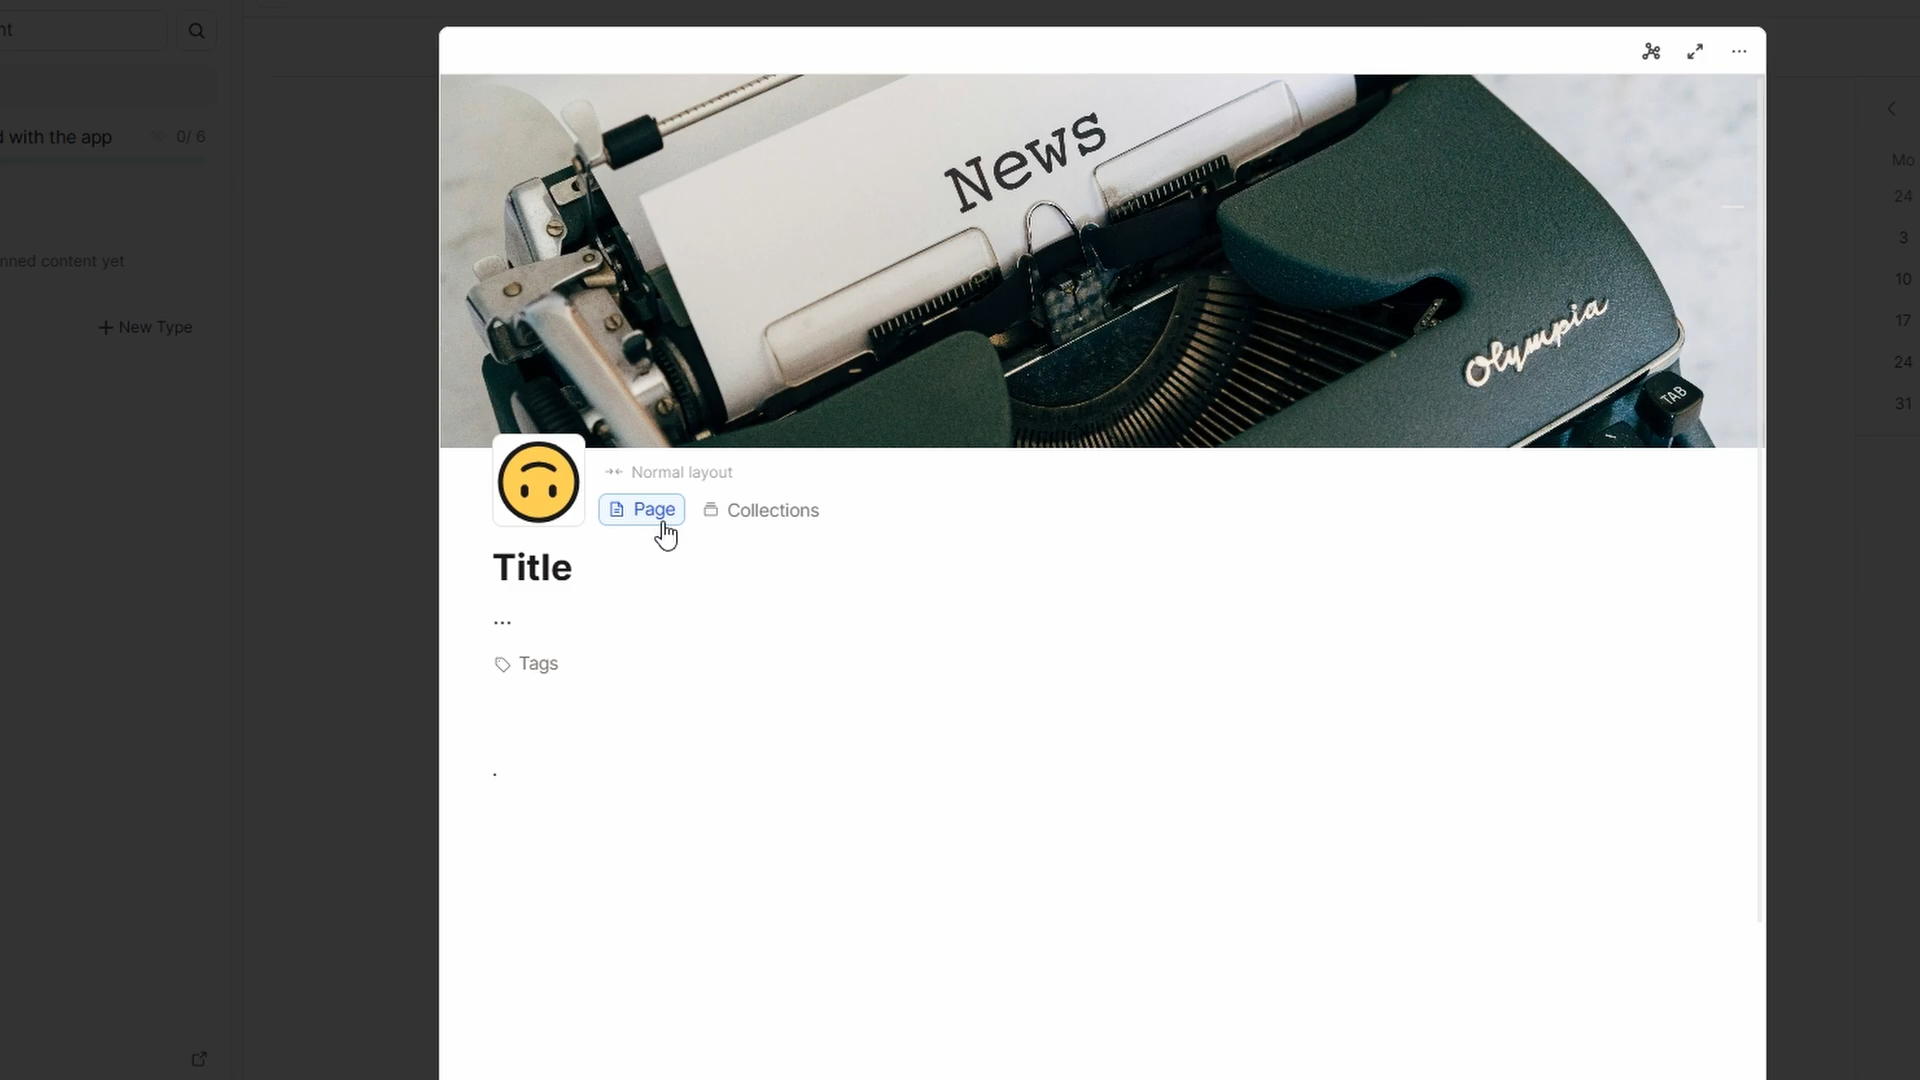 nt
d with the app 0/ 6
nned content yet
+ New Type
News
Olympia
TAB
Normal layout
Page Collections
Title
...
Tags
.
Mo
24
3
10
17
24
31